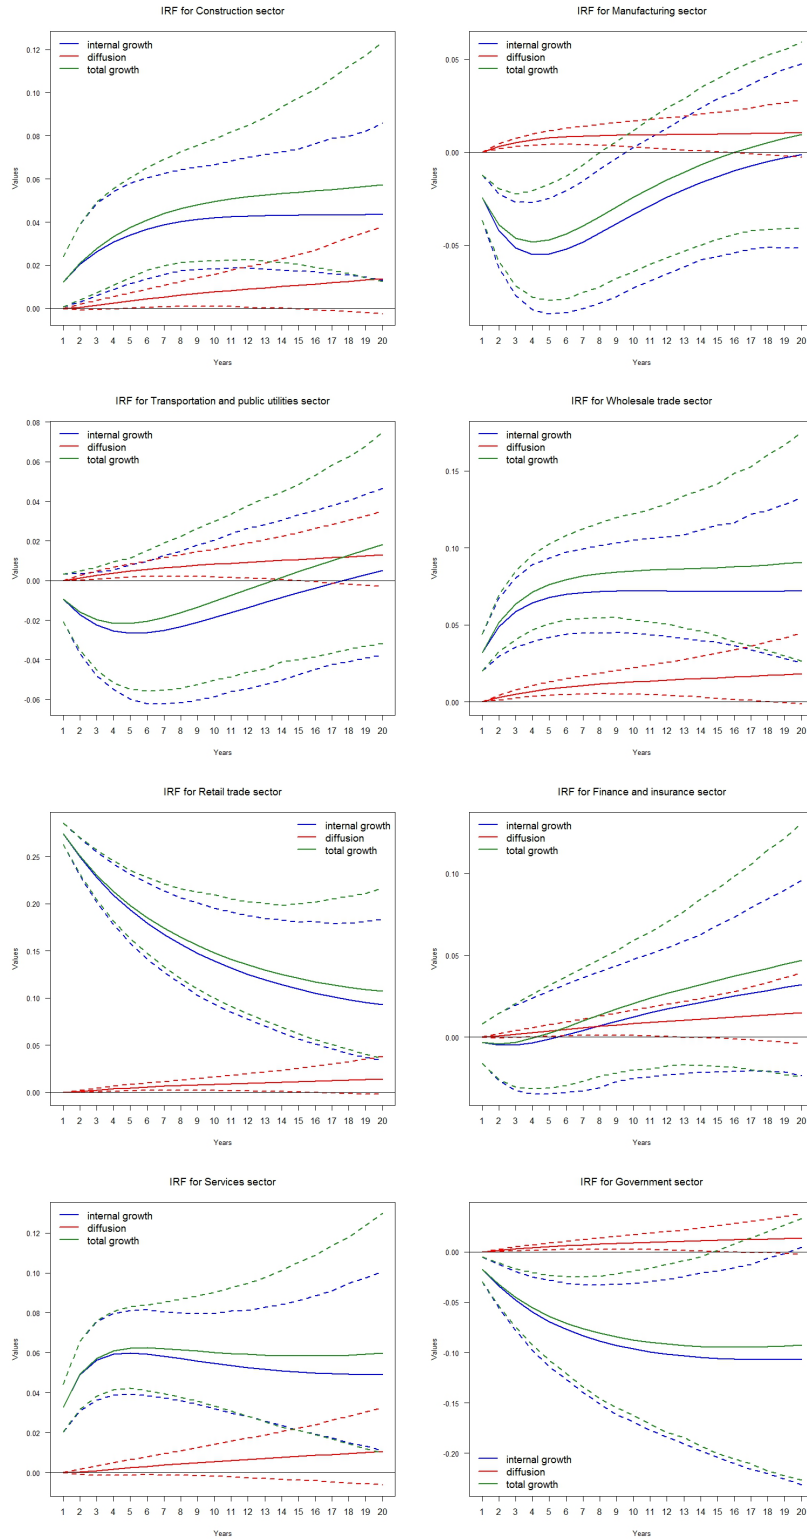 IRF for Construction sector
internal growth
diffusion
total growth
0.12
0.10
0.08
0.06
0.04
0.02
0.00
Values
1 2 3 4 5 6 7 8 9 10 11 12 13 14 15 16 17 18 19 20
Years
IRF for Manufacturing sector
internal growth
diffusion
total growth
0.05
0.00
-0.05
Values
1 2 3 4 5 6 7 8 9 10 11 12 13 14 15 16 17 18 19 20
Years
IRF for Transportation and public utilities sector
internal growth
diffusion
total growth
0.08
0.06
0.04
0.02
0.00
-0.02
-0.04
-0.06
Values
1 2 3 4 5 6 7 8 9 10 11 12 13 14 15 16 17 18 19 20
Years
IRF for Wholesale trade sector
internal growth
diffusion
total growth
0.15
0.10
0.05
0.00
Values
1 2 3 4 5 6 7 8 9 10 11 12 13 14 15 16 17 18 19 20
Years
IRF for Retail trade sector
internal growth
diffusion
total growth
0.25
0.20
0.15
0.10
0.05
0.00
Values
1 2 3 4 5 6 7 8 9 10 11 12 13 14 15 16 17 18 19 20
Years
IRF for Finance and insurance sector
internal growth
diffusion
total growth
0.10
0.05
0.00
Values
1 2 3 4 5 6 7 8 9 10 11 12 13 14 15 16 17 18 19 20
Years
IRF for Services sector
internal growth
diffusion
total growth
0.12
0.10
0.08
0.06
0.04
0.02
0.00
Values
1 2 3 4 5 6 7 8 9 10 11 12 13 14 15 16 17 18 19 20
Years
IRF for Government sector
0.00
-0.05
-0.10
-0.15
-0.20
Values
internal growth
diffusion
total growth
1 2 3 4 5 6 7 8 9 10 11 12 13 14 15 16 17 18 19 20
Years